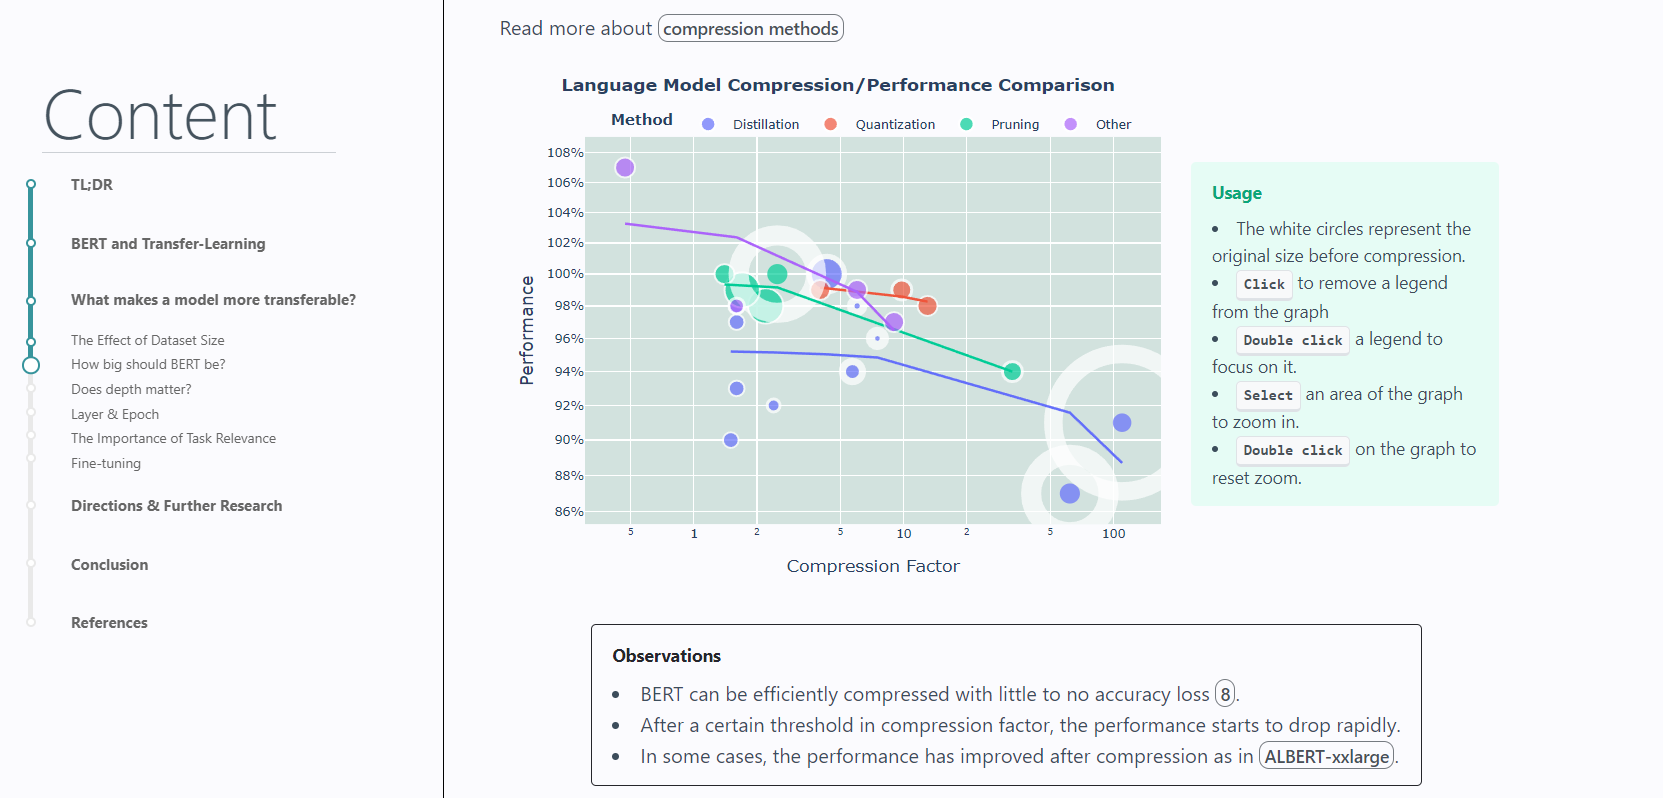 Content
TL;DR
BERT and Transfer-Learning
What makes a model more transferable?
The Effect of Dataset Size
How big should BERT be?
Does depth matter?
Layer & Epoch
The Importance of Task Relevance
Fine-tuning
Directions & Further Research
Conclusion
References
Read more about compression methods
Language Model Compression/Performance Comparison
Method Distillation Quantization Pruning Other
Performance
108%
106%
104%
102%
100%
98%
96%
94%
92%
90%
88%
86%
5 1 2 5 10 2 5 100
Compression Factor
Usage
• The white circles represent the
original size before compression.
• Click to remove a legend
from the graph
• Double click a legend to
focus on it.
• Select an area of the graph
to zoom in.
• Double click on the graph to
reset zoom.
Observations
• BERT can be efficiently compressed with little to no accuracy loss 8.
• After a certain threshold in compression factor, the performance starts to drop rapidly.
• In some cases, the performance has improved after compression as in ALBERT-xxlarge.